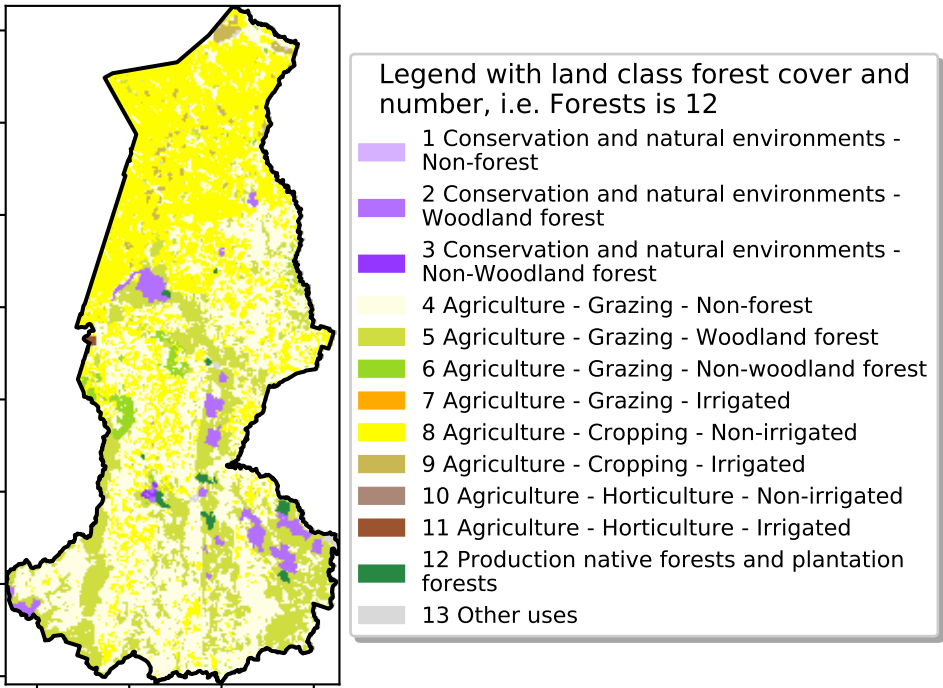 Legend with land class forest cover and
number, i.e. Forests is 12
1 Conservation and natural environments -
Non-forest
2 Conservation and natural environments -
Woodland forest
3 Conservation and natural environments -
Non-Woodland forest
4 Agriculture - Grazing - Non-forest
5 Agriculture - Grazing - Woodland forest
6 Agriculture - Grazing - Non-woodland forest
7 Agriculture - Grazing - Irrigated
8 Agriculture - Cropping - Non-irrigated
9 Agriculture - Cropping - Irrigated
10 Agriculture - Horticulture - Non-irrigated
11 Agriculture - Horticulture - Irrigated
12 Production native forests and plantation
forests
13 Other uses